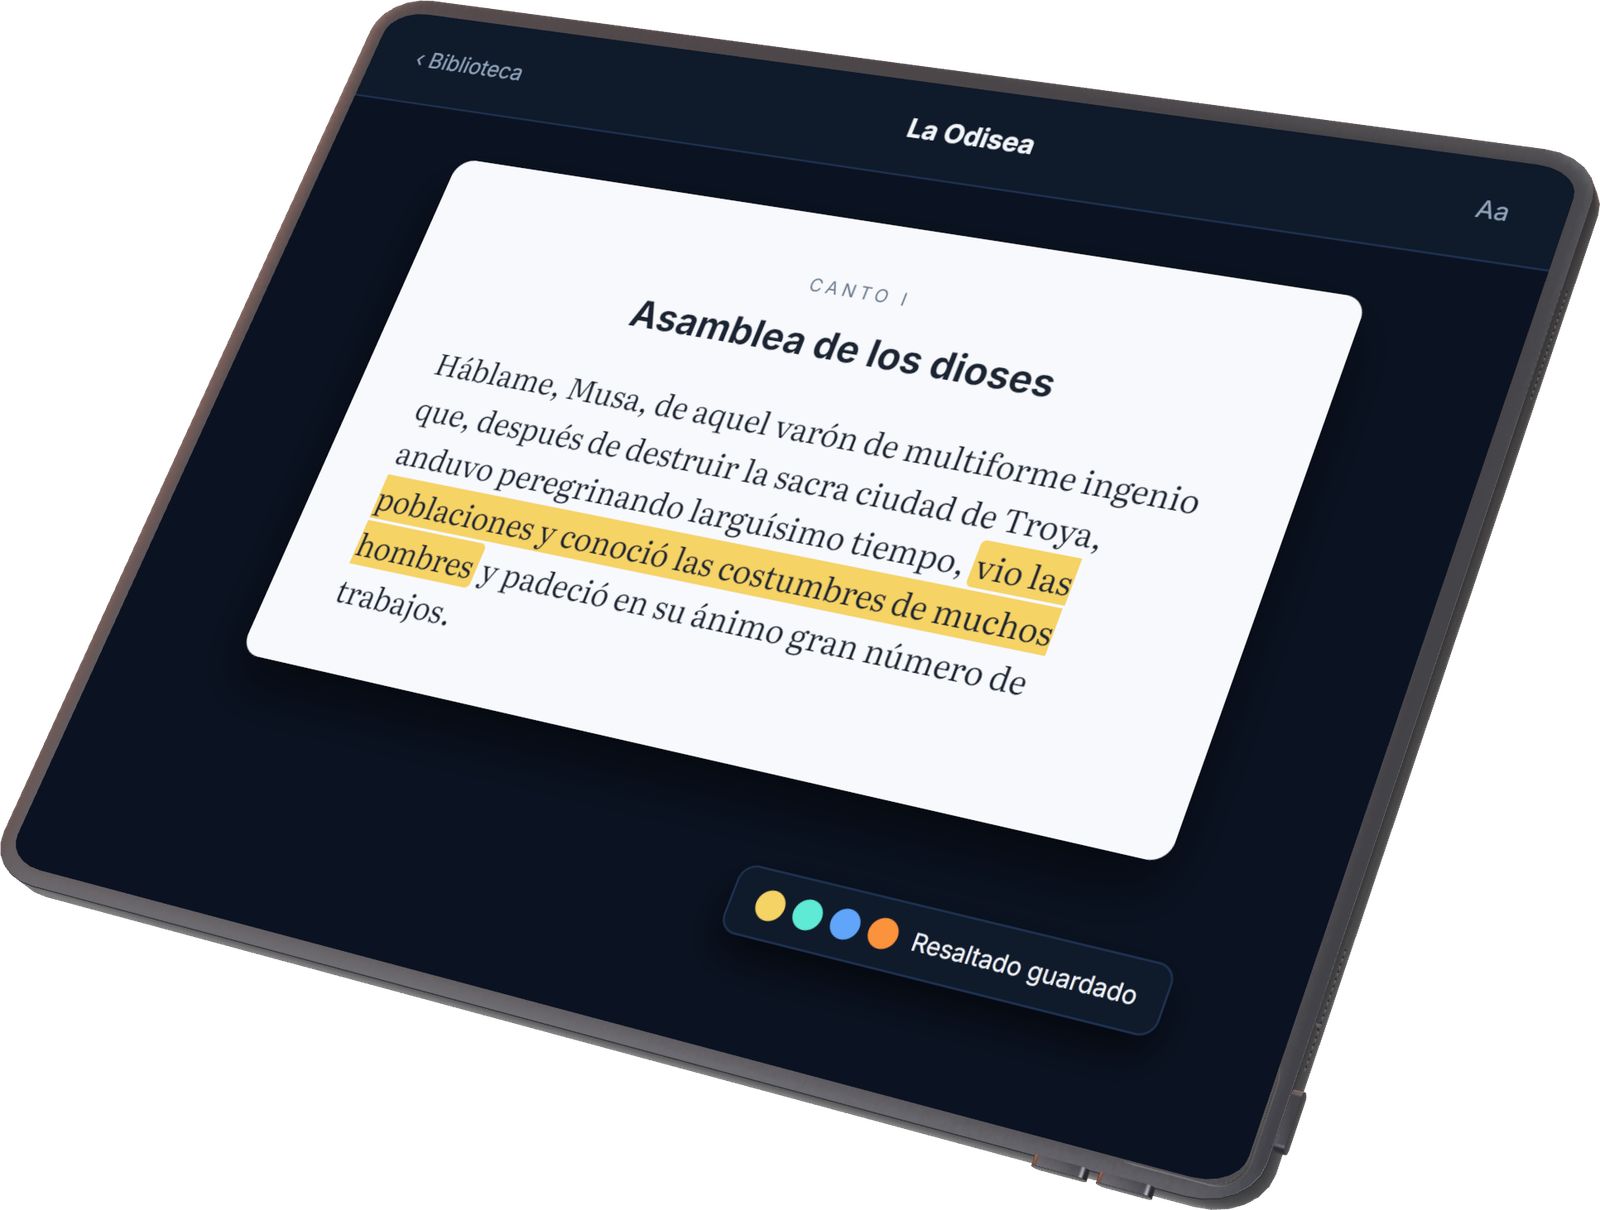 ‹ Biblioteca
La Odisea
Aa
CANTO I
Asamblea de los dioses
Háblame, Musa, de aquel varón de multiforme ingenio
que, después de destruir la sacra ciudad de Troya,
anduvo peregrinando larguísimo tiempo, vio las
poblaciones y conoció las costumbres de muchos
hombres y padeció en su ánimo gran número de
trabajos.
Resaltado guardado